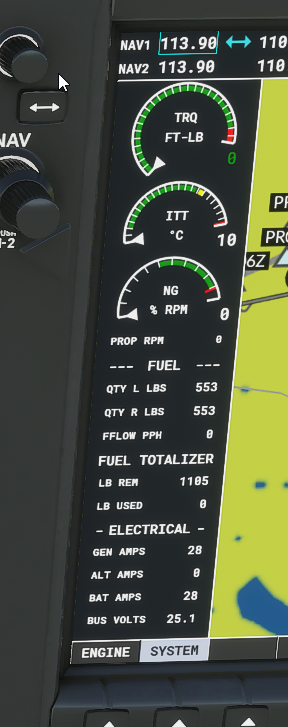 NAV1 113.90 110
NAV2 113.90 110
TRQ
FT-LB
0
ITT
°C
10
NAV
NG
% RPM
0
6Z
PROP RPM 0
--- FUEL ---
QTY L LBS 553
QTY R LBS 553
FFLOW PPH 0
FUEL TOTALIZER
LB REM 1105
LB USED 0
- ELECTRICAL -
GEN AMPS 28
ALT AMPS 0
BAT AMPS 28
BUS VOLTS 25.1
ENGINE SYSTEM